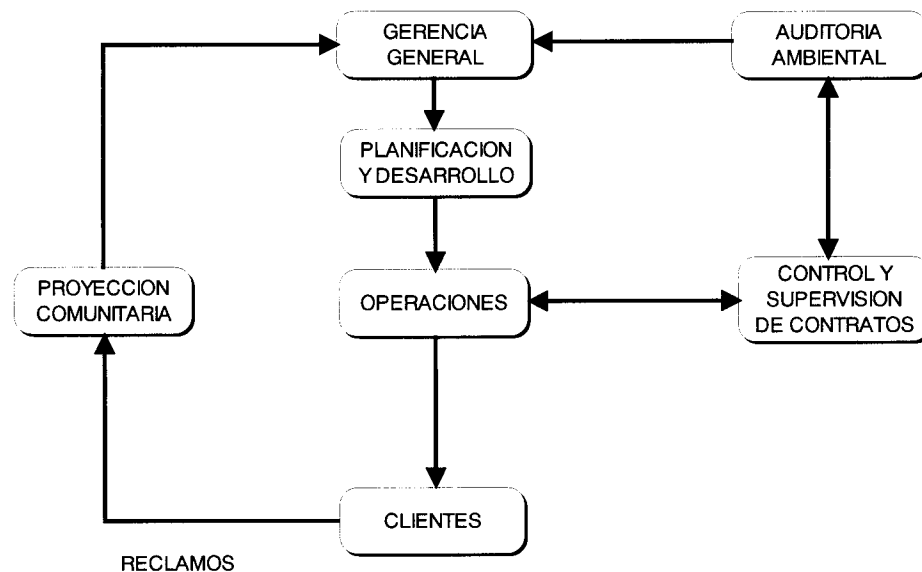 GERENCIA
GENERAL
AUDITORIA
AMBIENTAL
PLANIFICACION
Y DESARROLLO
PROYECCION
COMUNITARIA
OPERACIONES
CONTROL Y
SUPERVISION
DE CONTRATOS
CLIENTES
RECLAMOS